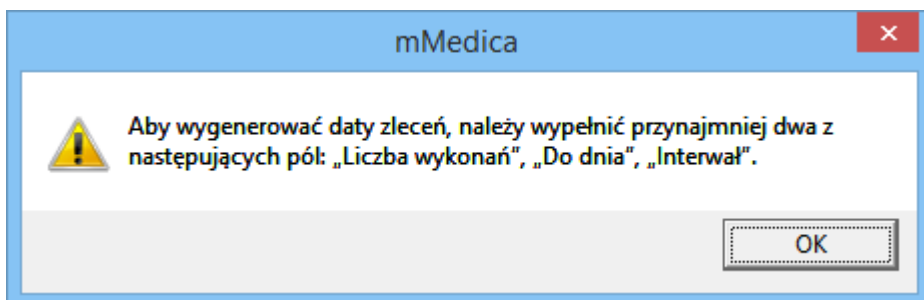 mMedica
Aby wygenerować daty zleceń, należy wypełnić przynajmniej dwa z
następujących pól: „Liczba wykonań”, „Do dnia”, „Interwał”.
OK